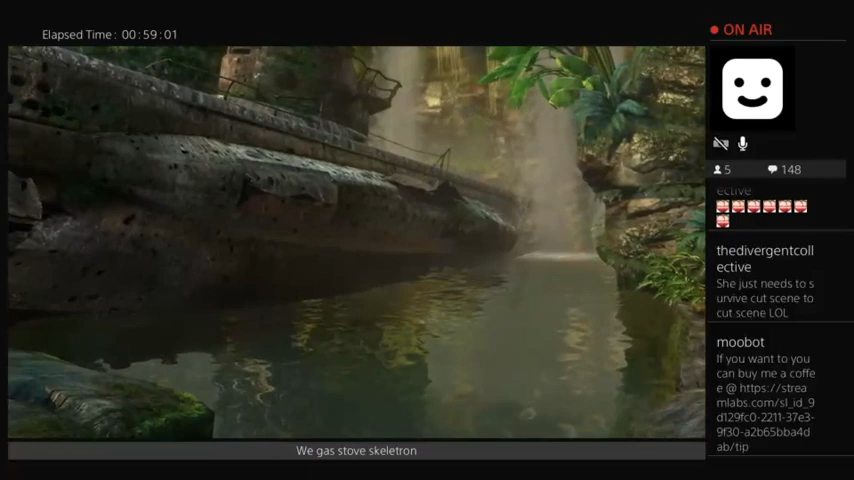 Elapsed Time: 00:59:01
ON AIR
5
148
ective
thedivergentcoll
ective
She just needs to s
urvive cut scene to
cut scene LOL
moobot
If you want to you
can buy me a coffe
e @ https://strea
mlabs.com/sl_id_9
d129fc0-2211-37e3-
9f30-a2b65bba4d
ab/tip
We gas stove skeletron